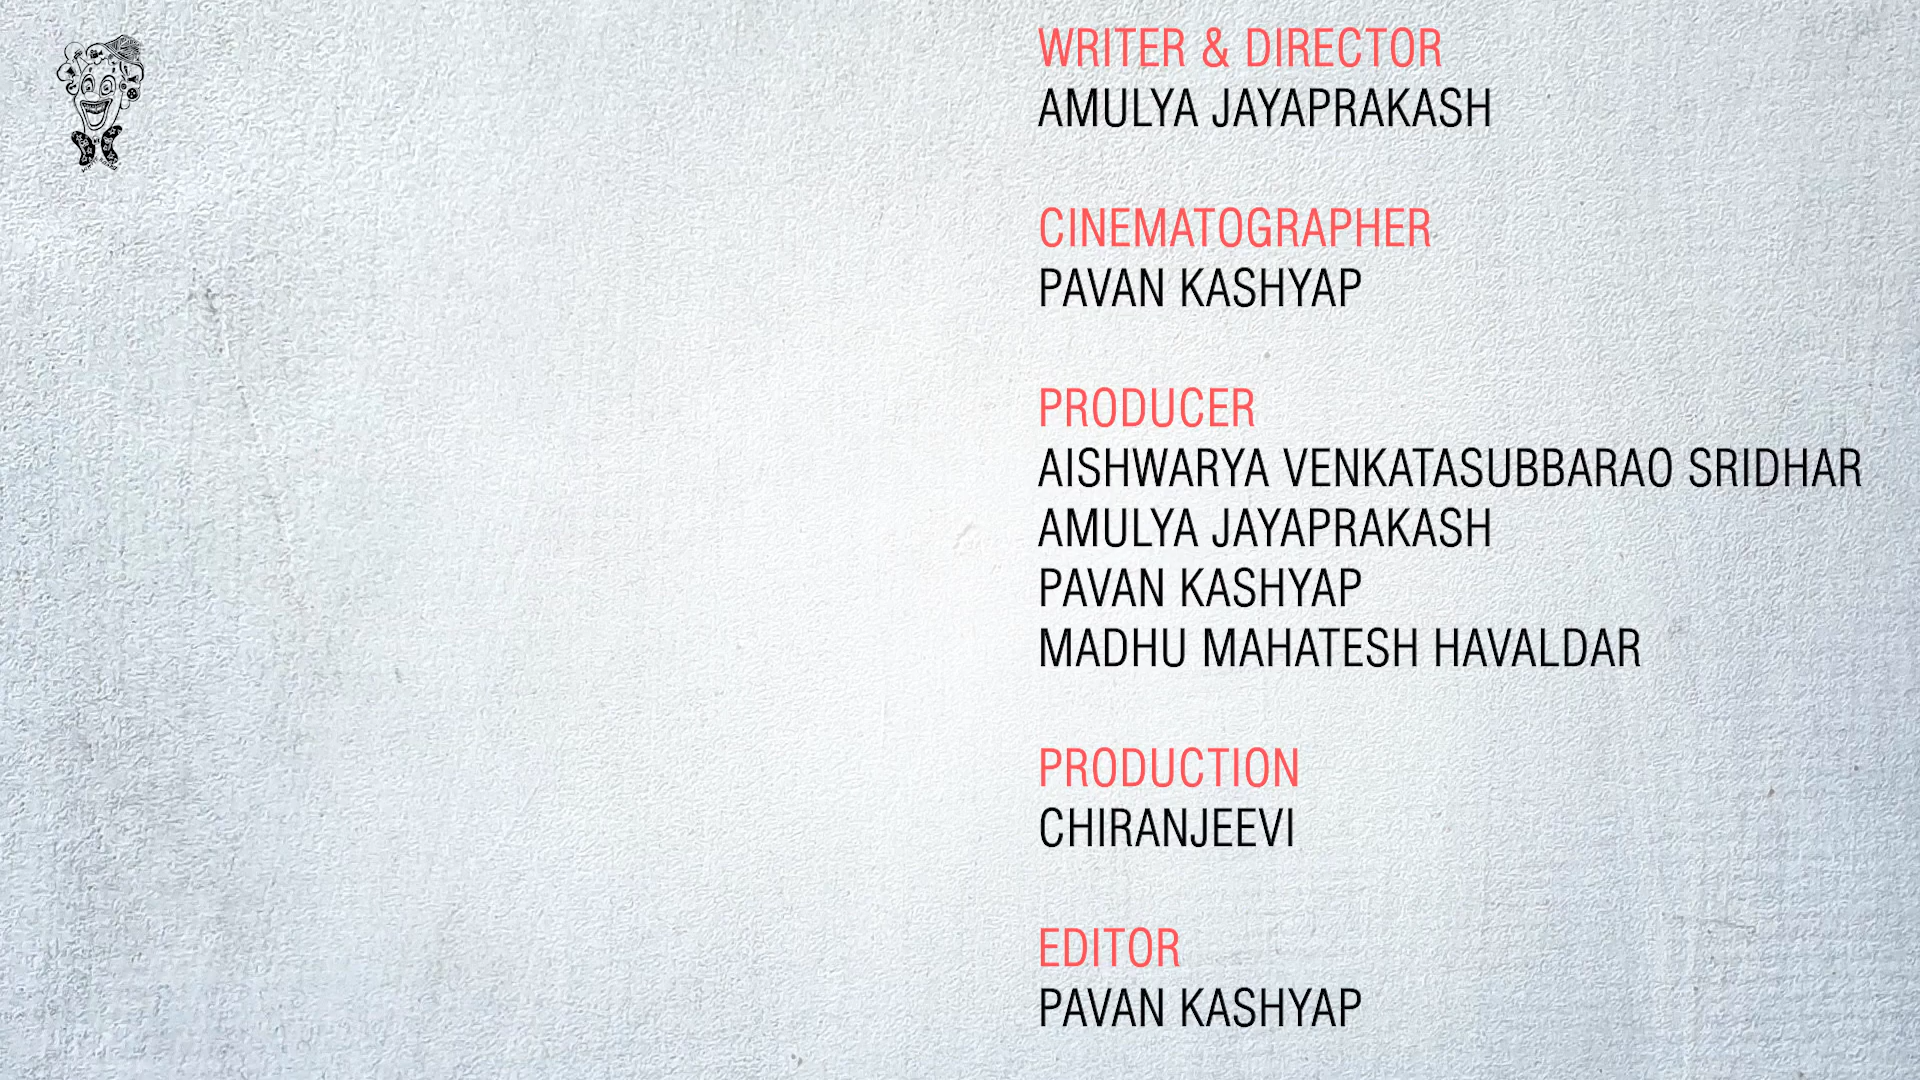 WRITER & DIRECTOR
AMULYA JAYAPRAKASH
CINEMATOGRAPHER
PAVAN KASHYAP
PRODUCER
AISHWARYA VENKATASUBBARAO SRIDHAR
AMULYA JAYAPRAKASH
PAVAN KASHYAP
MADHU MAHATESH HAVALDAR
PRODUCTION
CHIRANJEEVI
EDITOR
PAVAN KASHYAP